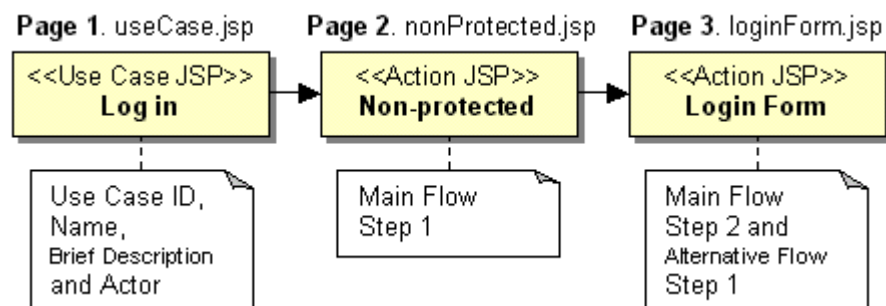 Page 1. useCase.jsp
Page 2. nonProtected.jsp
Page 3. loginForm.jsp
<<Use Case JSP>>
Log in
<<Action JSP>>
Non-protected
<<Action JSP>>
Login Form
Use Case ID,
Name,
Brief Description
and Actor
Main Flow
Step 1
Main Flow
Step 2 and
Alternative Flow
Step 1